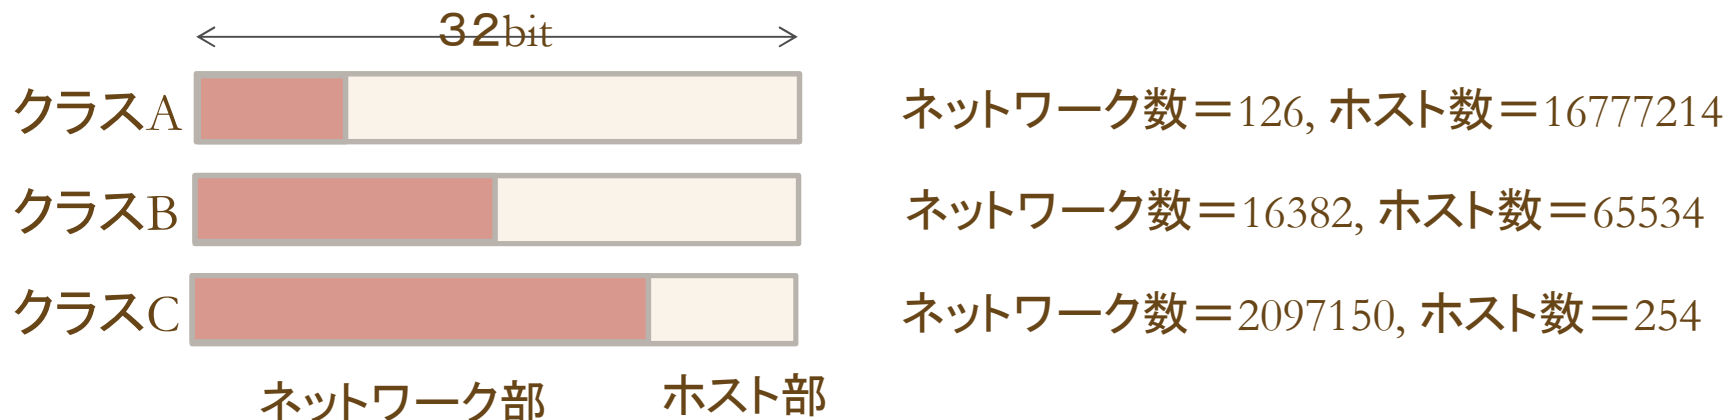 32bit
クラスA
ネットワーク数=126, ホスト数=16777214
クラスB
ネットワーク数=16382, ホスト数=65534
クラスC
ネットワーク数=2097150, ホスト数=254
ネットワーク部
ホスト部